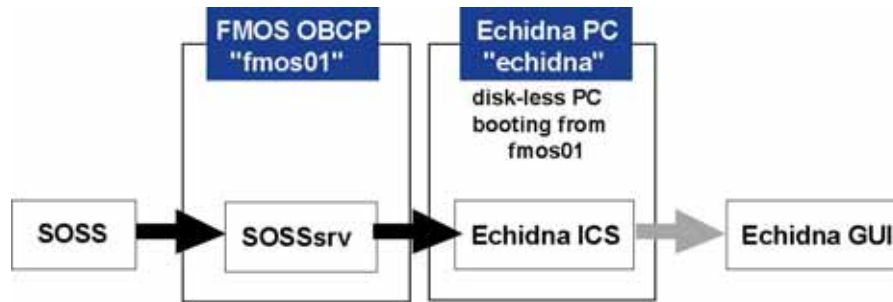 FMOS OBCP
"fmos01"
Echidna PC
"echidna"
disk-less PC
booting from
fmos01
SOSS
SOSSsrv
Echidna ICS
Echidna GUI